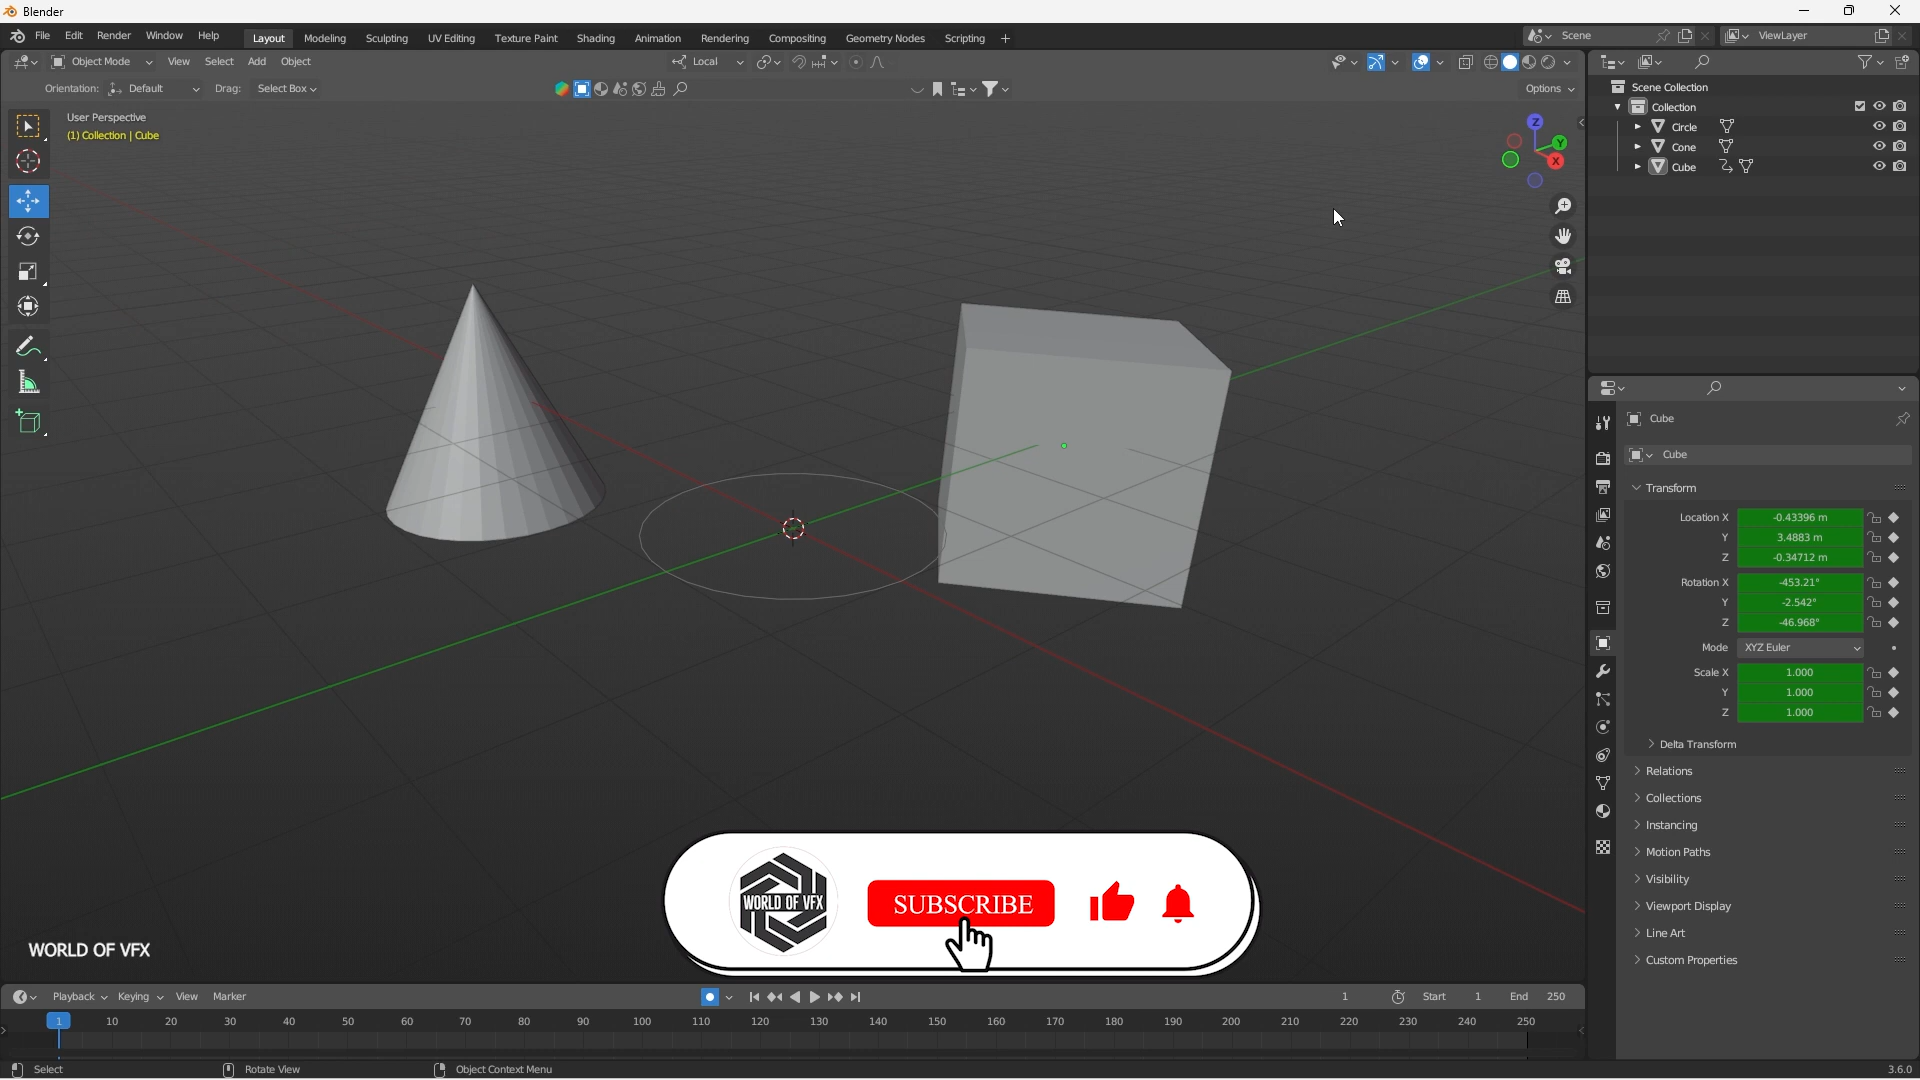 Blender
File Edit Render Window Help Layout Modeling Sculpting UV Editing Texture Paint Shading Animation Rendering Compositing Geometry Nodes Scripting + Scene ViewLayer
Object Mode View Select Add Object Local
Orientation: Default Drag: Select Box Options
User Perspective
(1) Collection | Cube
Z
Y
X
Scene Collection
Collection
Circle
Cone
Cube
Cube
Cube
Transform
Location X -0.43396 m
Y 3.4883 m
Z -0.34712 m
Rotation X -453.21°
Y -2.542°
Z -46.968°
Mode XYZ Euler
Scale X 1.000
Y 1.000
Z 1.000
Delta Transform
Relations
Collections
Instancing
Motion Paths
Visibility
Viewport Display
Line Art
Custom Properties
WORLD OF VFX
SUBSCRIBE
WORLD OF VFX
Playback Keying View Marker 1 Start 1 End 250
1 10 20 30 40 50 60 70 80 90 100 110 120 130 140 150 160 170 180 190 200 210 220 230 240 250
Select Rotate View Object Context Menu 3.6.0